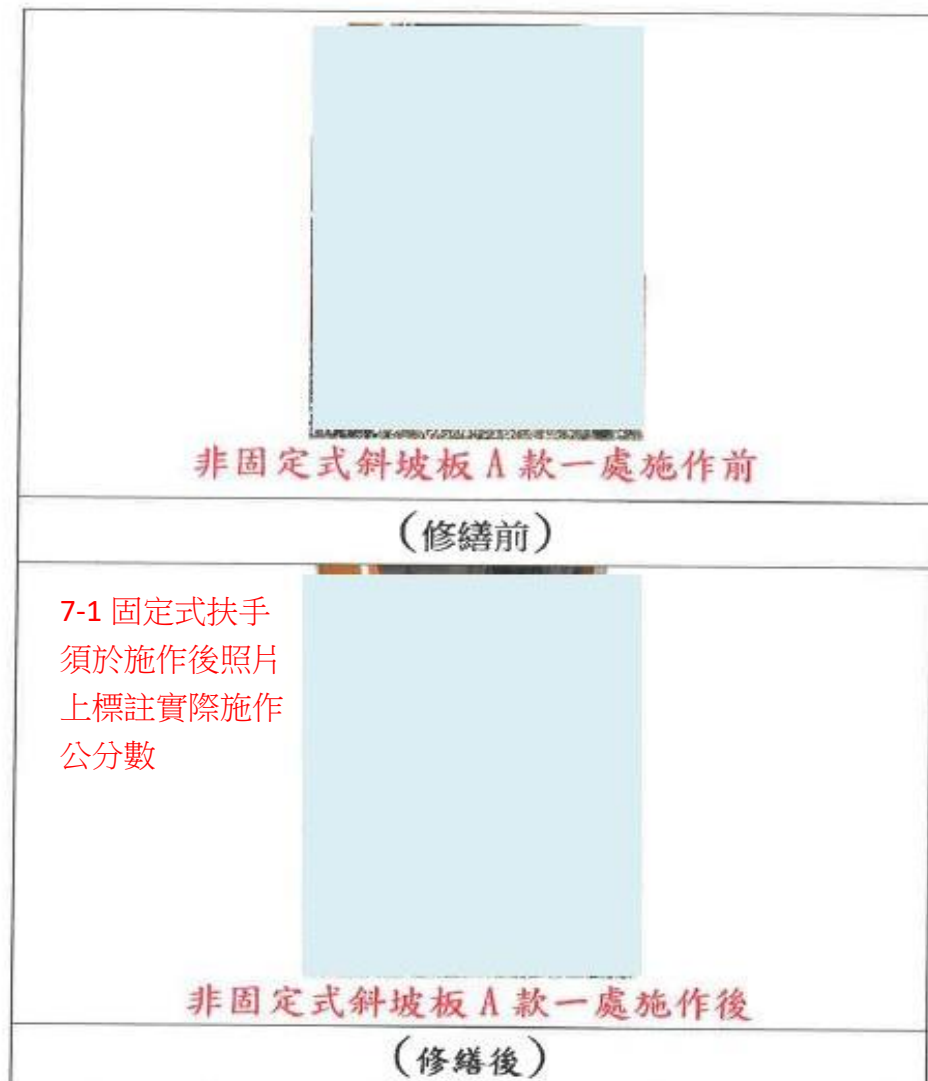 非固定式斜坡板 A 款一處施作前
（修繕前）
7-1 固定式扶手
須於施作後照片
上標註實際施作
公分數
非固定式斜坡板 A 款一處施作後
（修繕後）